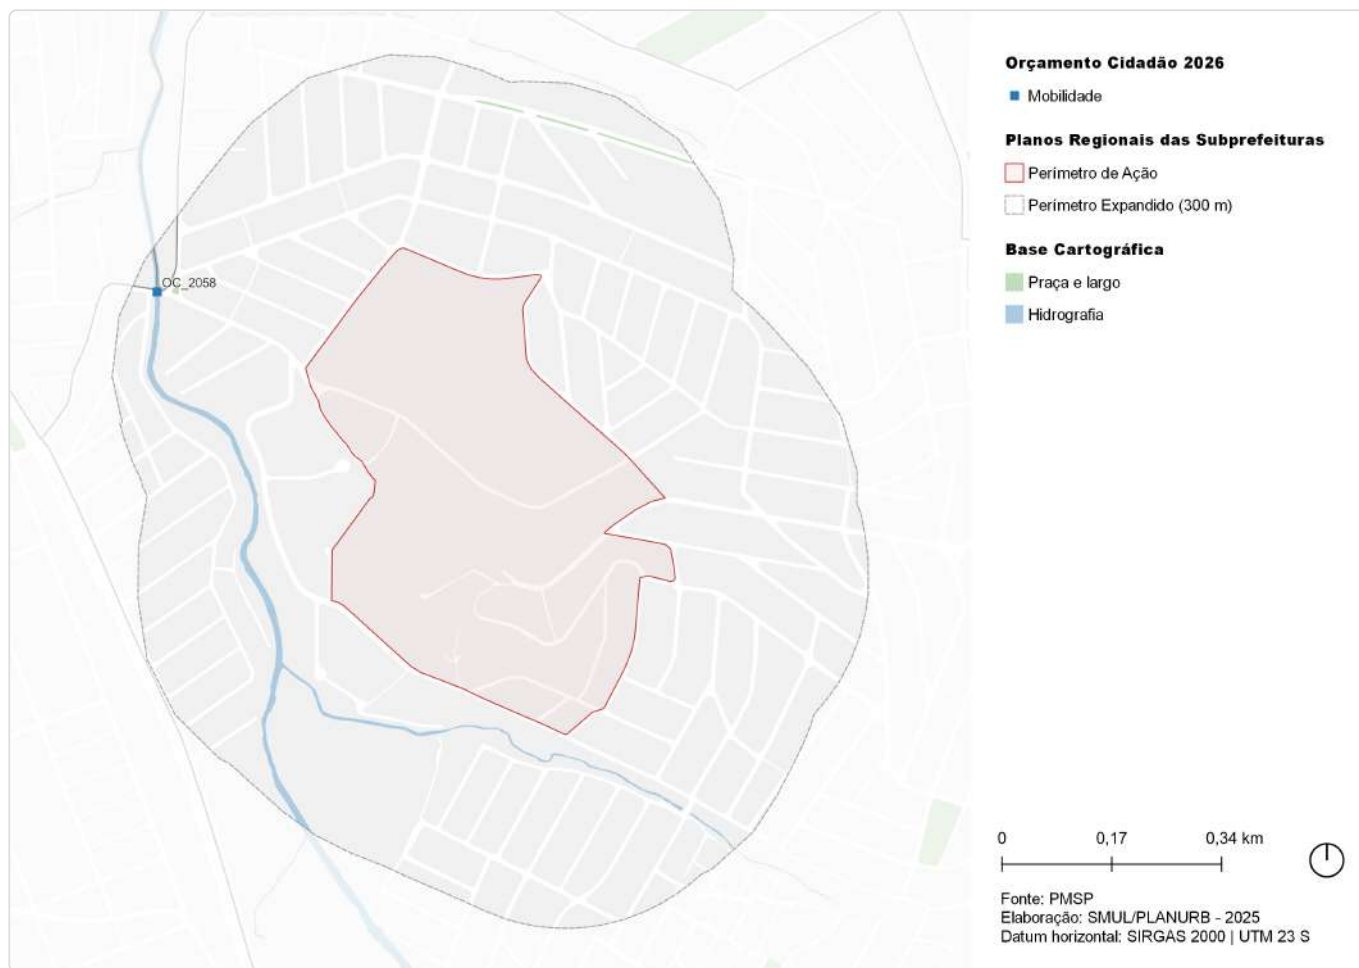 Orçamento Cidadão 2026
Mobilidade
Planos Regionais das Subprefeituras
Perímetro de Ação
Perímetro Expandido (300 m)
Base Cartográfica
Praça e largo
Hidrografia
OC_2058
0 0,17 0,34 km
Fonte: PMSP
Elaboração: SMUL/PLANURB - 2025
Datum horizontal: SIRGAS 2000 | UTM 23 S